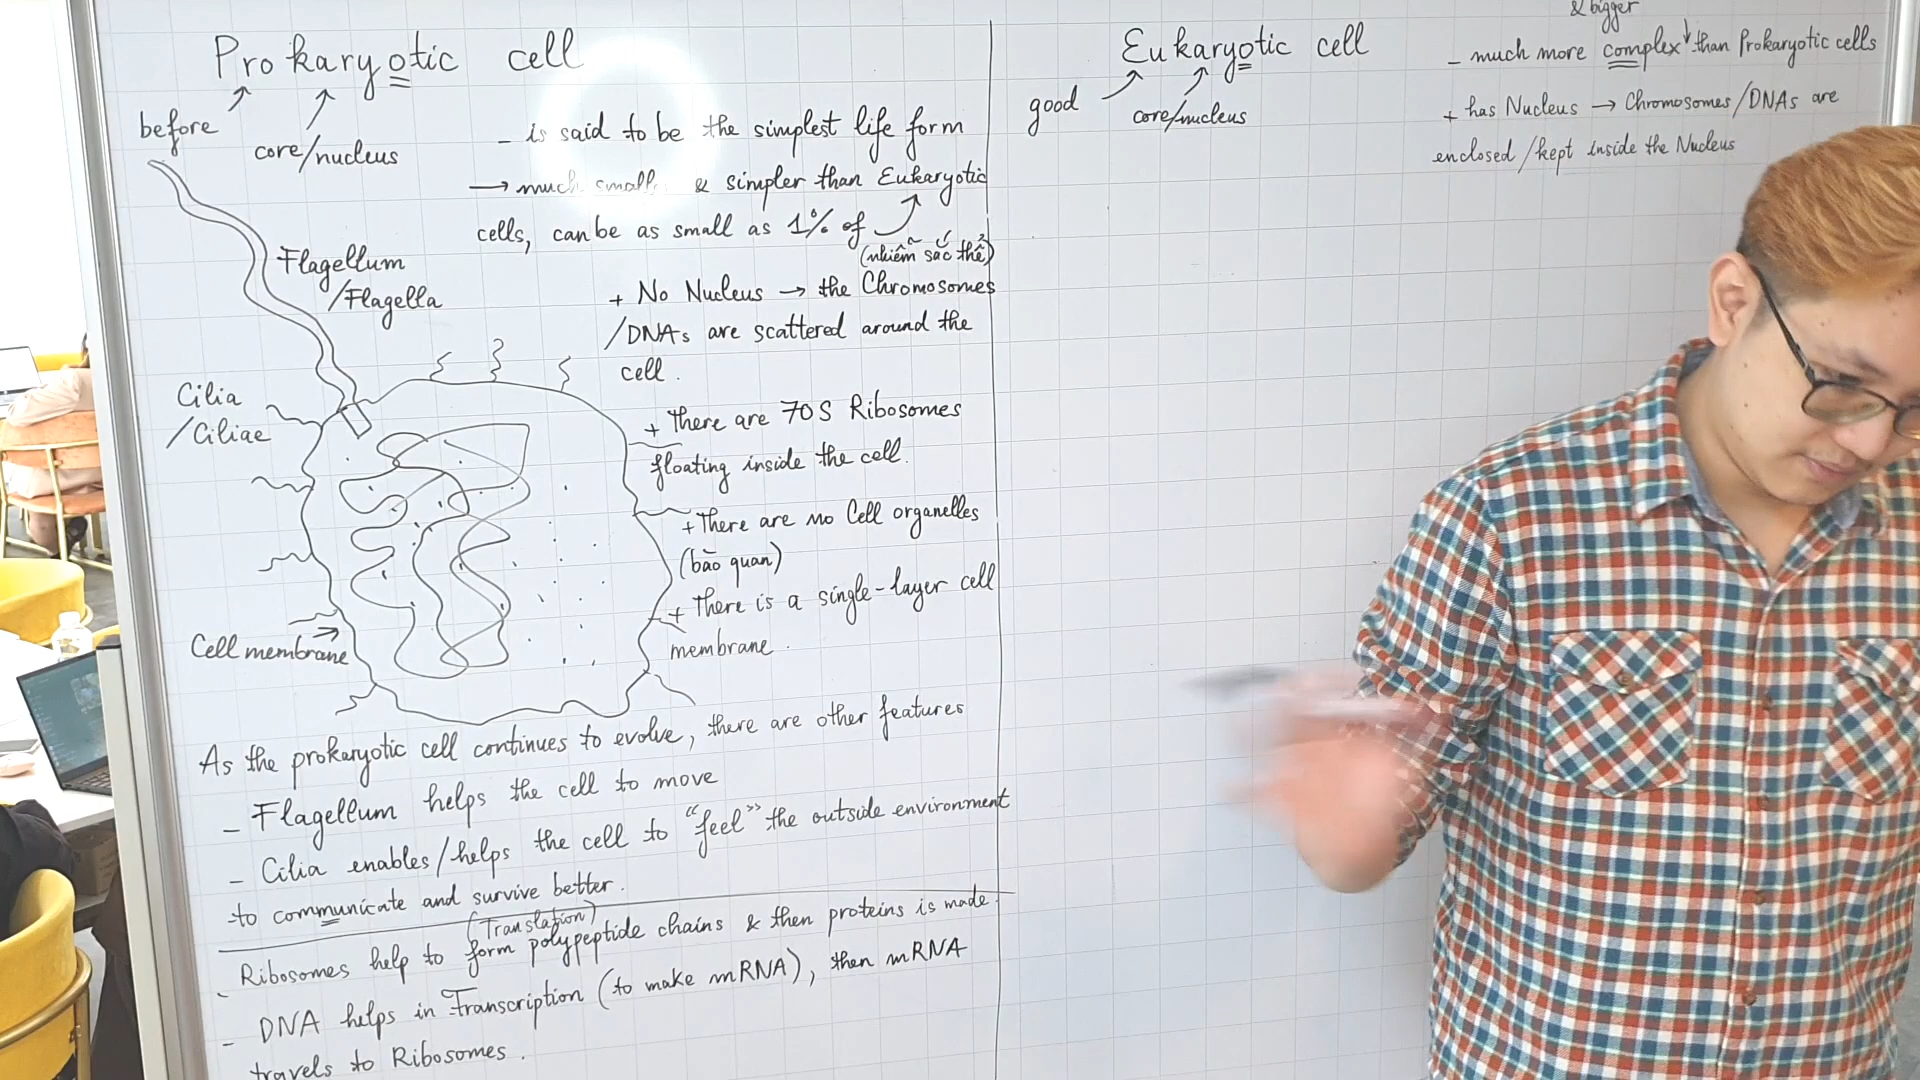 Prokaryotic cell
before
core/nucleus
_ is said to be the simplest life form
→ much small & simpler than Eukaryotic
cells, can be as small as 1% of
(nhiễm sắc thể)
+ No Nucleus → the Chromosomes
/DNAs are scattered around the
cell.
+ There are 70S Ribosomes
floating inside the cell.
+ There are no Cell organelles
(bào quan)
+ There is a single-layer cell
membrane.
Flagellum
/Flagella
Cilia
/Ciliae
Cell membrane
As the prokaryotic cell continues to evolve, there are other features
- Flagellum helps the cell to move
- Cilia enables/helps the cell to "feel" the outside environment
to communicate and survive better.
(Translation)
- Ribosomes help to form polypeptide chains & then proteins is made.
- DNA helps in Transcription (to make mRNA), then mRNA
travels to Ribosomes.
Eukaryotic cell
good
core/nucleus
& bigger
- much more complex than Prokaryotic cells
+ has Nucleus → Chromosomes/DNAs are
enclosed/kept inside the Nucleus